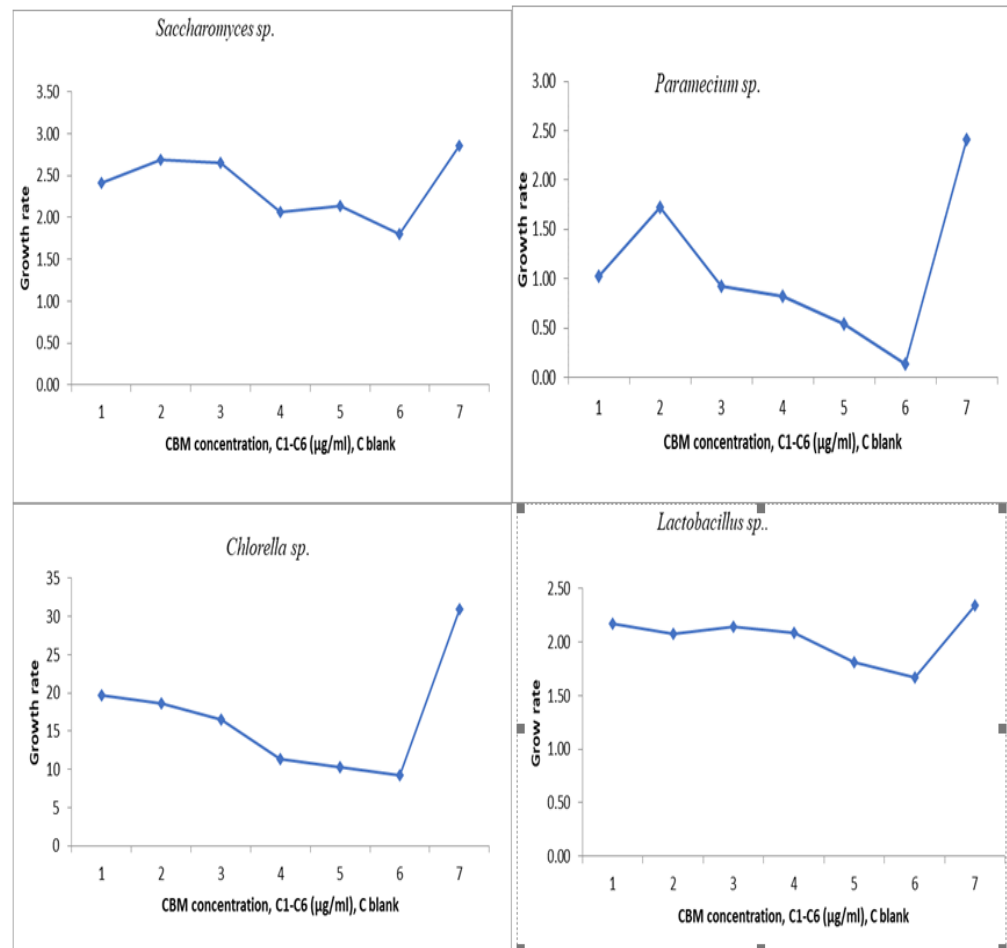 Saccharomyces sp.
3.50
3.00
2.50
2.00
1.50
1.00
0.50
0.00
Growth rate
1 2 3 4 5 6 7
CBM concentration, C1-C6 (µg/ml), C blank
Paramecium sp.
3.00
2.50
2.00
1.50
1.00
0.50
0.00
Growth rate
1 2 3 4 5 6 7
CBM concentration, C1-C6 (µg/ml), C blank
Chlorella sp.
35
30
25
20
15
10
5
0
Growth rate
1 2 3 4 5 6 7
CBM concentration, C1-C6 (µg/ml), C blank
Lactobacillus sp..
2.50
2.00
1.50
1.00
0.50
0.00
Grow rate
1 2 3 4 5 6 7
CBM concentration, C1-C6 (µg/ml), C blank